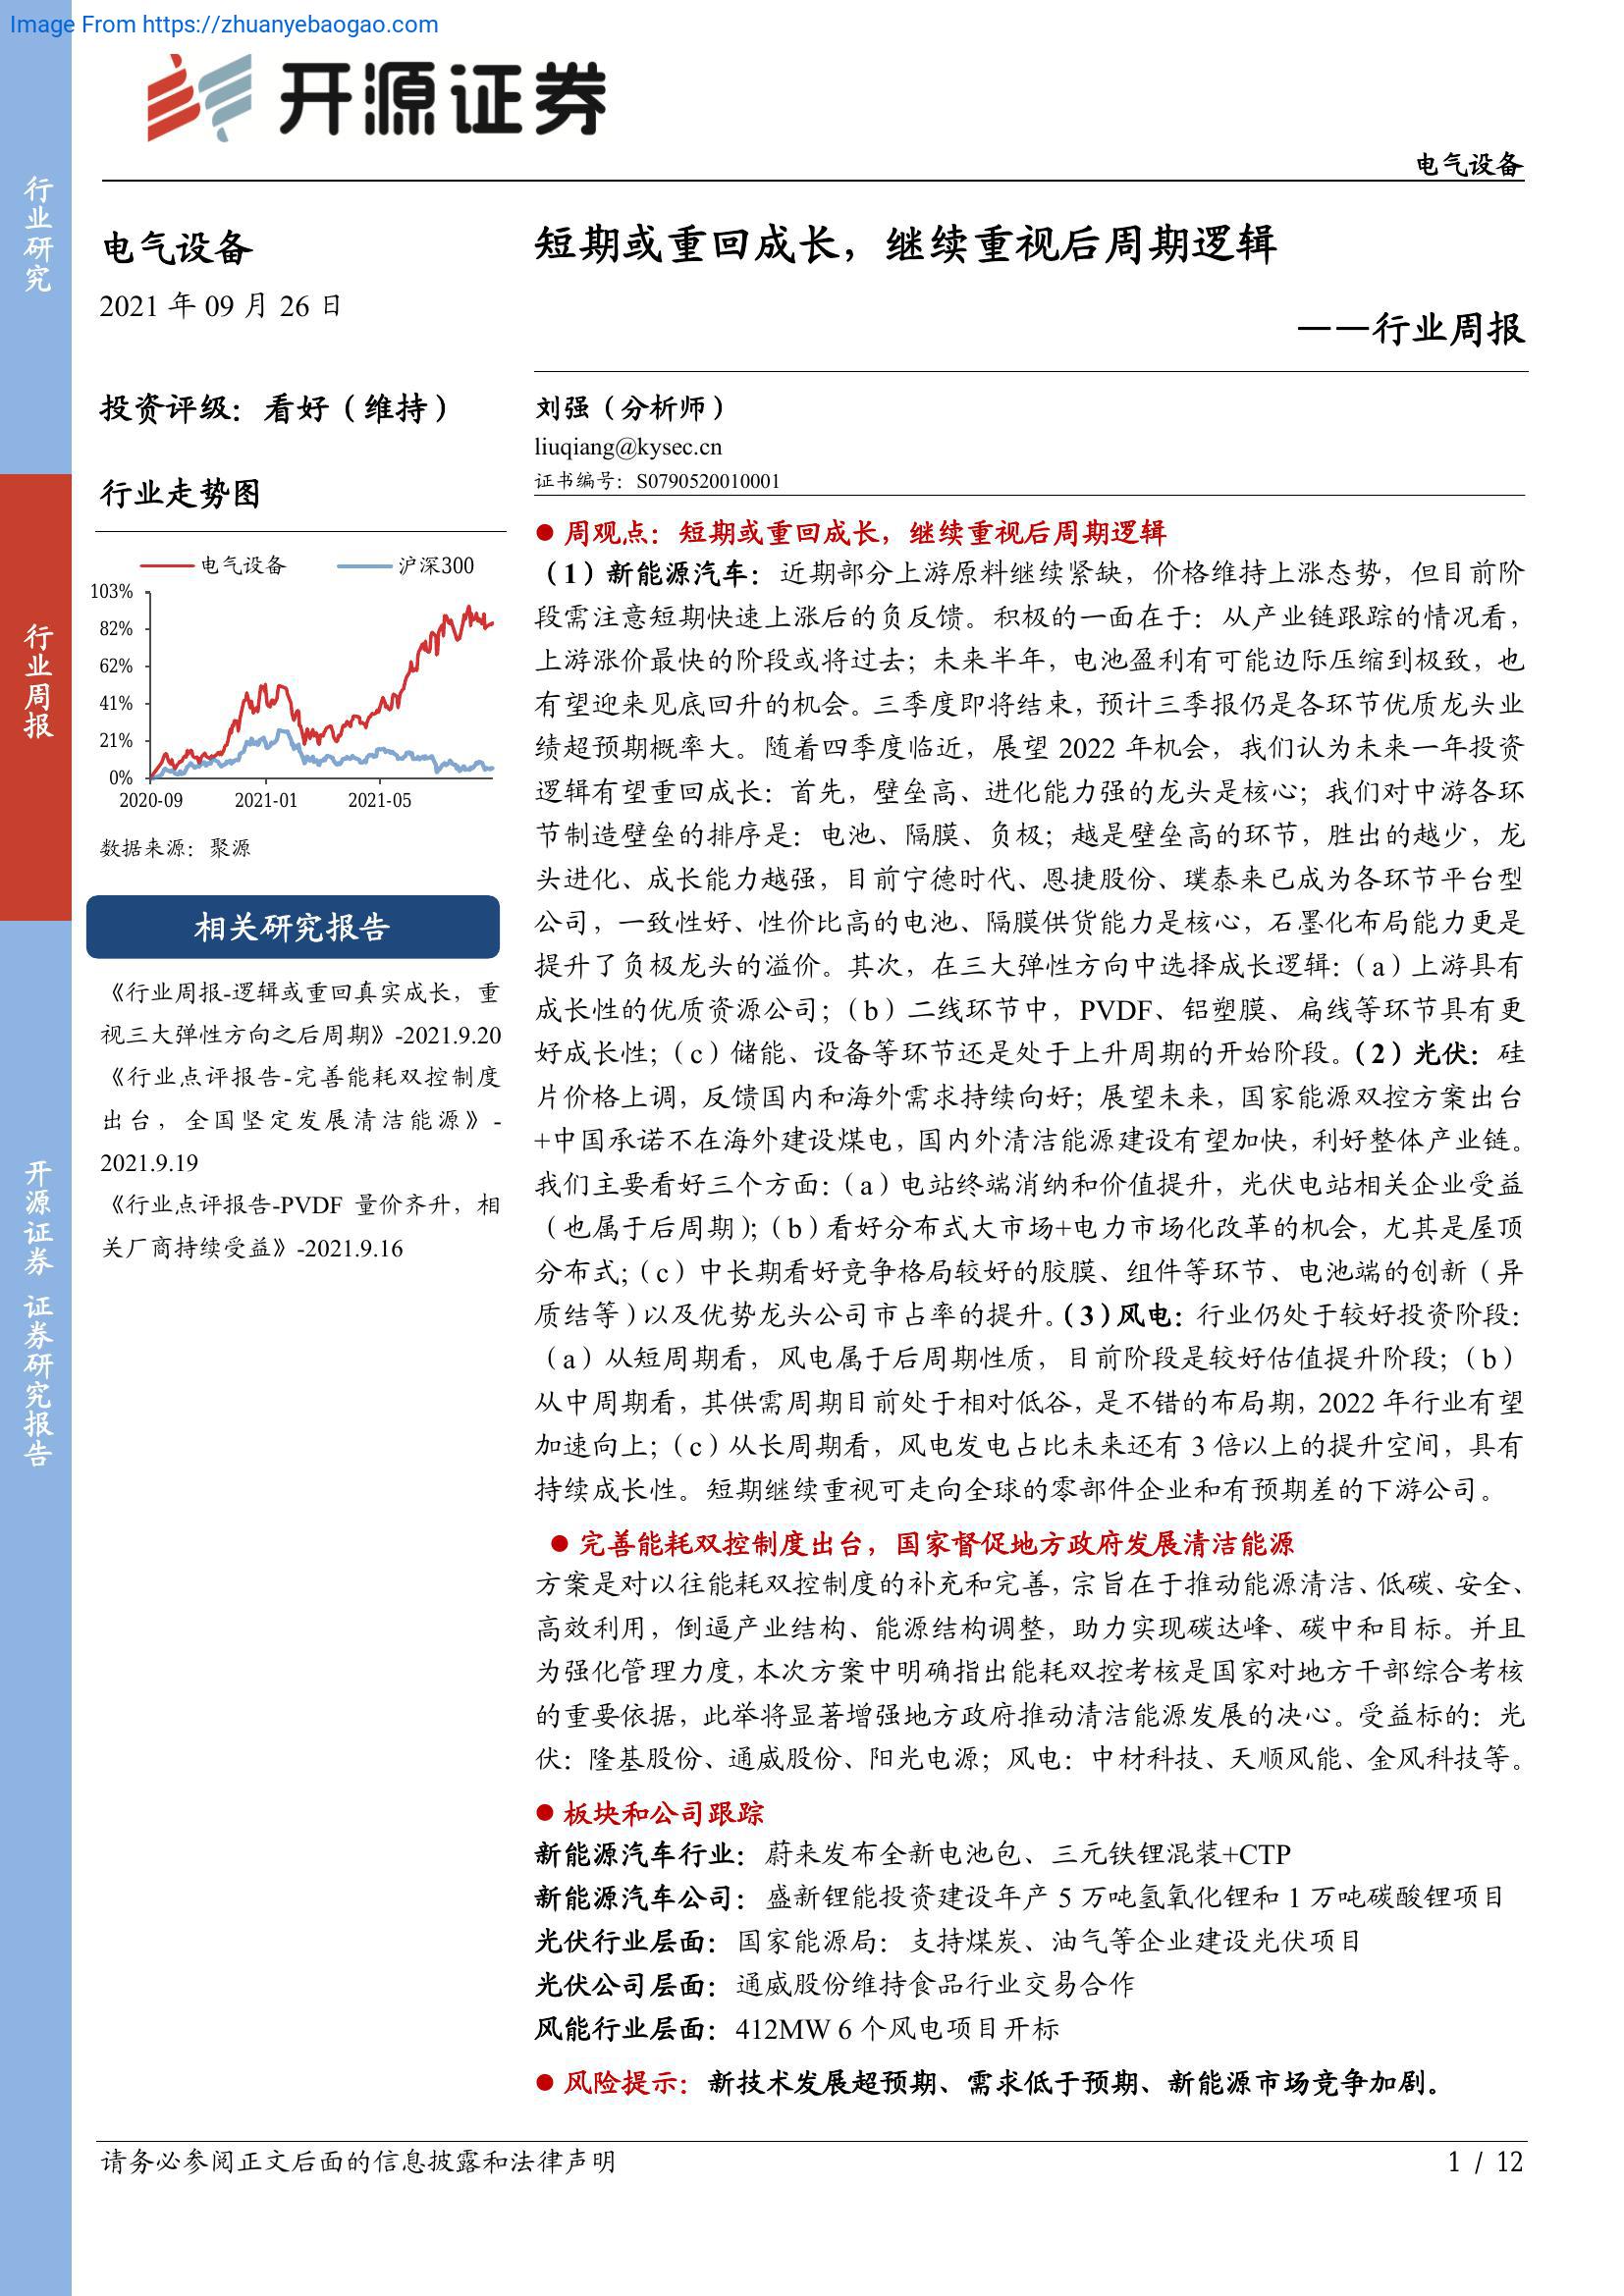 Image From https://zhuanyebaogao.com
开源证券
电气设备
行业研究
行业周报
开源证券 证券研究报告
电气设备
2021 年 09 月 26 日
投资评级：看好（维持）
行业走势图
电气设备 沪深300
103%
82%
62%
41%
21%
0%
2020-09 2021-01 2021-05
数据来源：聚源
相关研究报告
《行业周报-逻辑或重回真实成长，重
视三大弹性方向之后周期》-2021.9.20
《行业点评报告-完善能耗双控制度
出台，全国坚定发展清洁能源》-
2021.9.19
《行业点评报告-PVDF 量价齐升，相
关厂商持续受益》-2021.9.16
短期或重回成长，继续重视后周期逻辑
——行业周报
刘强（分析师）
liuqiang@kysec.cn
证书编号：S0790520010001
● 周观点：短期或重回成长，继续重视后周期逻辑
（1）新能源汽车：近期部分上游原料继续紧缺，价格维持上涨态势，但目前阶
段需注意短期快速上涨后的负反馈。积极的一面在于：从产业链跟踪的情况看，
上游涨价最快的阶段或将过去；未来半年，电池盈利有可能边际压缩到极致，也
有望迎来见底回升的机会。三季度即将结束，预计三季报仍是各环节优质龙头业
绩超预期概率大。随着四季度临近，展望 2022 年机会，我们认为未来一年投资
逻辑有望重回成长：首先，壁垒高、进化能力强的龙头是核心；我们对中游各环
节制造壁垒的排序是：电池、隔膜、负极；越是壁垒高的环节，胜出的越少，龙
头进化、成长能力越强，目前宁德时代、恩捷股份、璞泰来已成为各环节平台型
公司，一致性好、性价比高的电池、隔膜供货能力是核心，石墨化布局能力更是
提升了负极龙头的溢价。其次，在三大弹性方向中选择成长逻辑：（a）上游具有
成长性的优质资源公司；（b）二线环节中，PVDF、铝塑膜、扁线等环节具有更
好成长性；（c）储能、设备等环节还是处于上升周期的开始阶段。（2）光伏：硅
片价格上调，反馈国内和海外需求持续向好；展望未来，国家能源双控方案出台
+中国承诺不在海外建设煤电，国内外清洁能源建设有望加快，利好整体产业链。
我们主要看好三个方面：（a）电站终端消纳和价值提升，光伏电站相关企业受益
（也属于后周期）；（b）看好分布式大市场+电力市场化改革的机会，尤其是屋顶
分布式；（c）中长期看好竞争格局较好的胶膜、组件等环节、电池端的创新（异
质结等）以及优势龙头公司市占率的提升。（3）风电：行业仍处于较好投资阶段：
（a）从短周期看，风电属于后周期性质，目前阶段是较好估值提升阶段；（b）
从中周期看，其供需周期目前处于相对低谷，是不错的布局期，2022 年行业有望
加速向上；（c）从长周期看，风电发电占比未来还有 3 倍以上的提升空间，具有
持续成长性。短期继续重视可走向全球的零部件企业和有预期差的下游公司。
● 完善能耗双控制度出台，国家督促地方政府发展清洁能源
方案是对以往能耗双控制度的补充和完善，宗旨在于推动能源清洁、低碳、安全、
高效利用，倒逼产业结构、能源结构调整，助力实现碳达峰、碳中和目标。并且
为强化管理力度，本次方案中明确指出能耗双控考核是国家对地方干部综合考核
的重要依据，此举将显著增强地方政府推动清洁能源发展的决心。受益标的：光
伏：隆基股份、通威股份、阳光电源；风电：中材科技、天顺风能、金风科技等。
● 板块和公司跟踪
新能源汽车行业：蔚来发布全新电池包、三元铁锂混装+CTP
新能源汽车公司：盛新锂能投资建设年产 5 万吨氢氧化锂和 1 万吨碳酸锂项目
光伏行业层面：国家能源局：支持煤炭、油气等企业建设光伏项目
光伏公司层面：通威股份维持食品行业交易合作
风能行业层面：412MW 6 个风电项目开标
● 风险提示：新技术发展超预期、需求低于预期、新能源市场竞争加剧。
请务必参阅正文后面的信息披露和法律声明
1 / 12